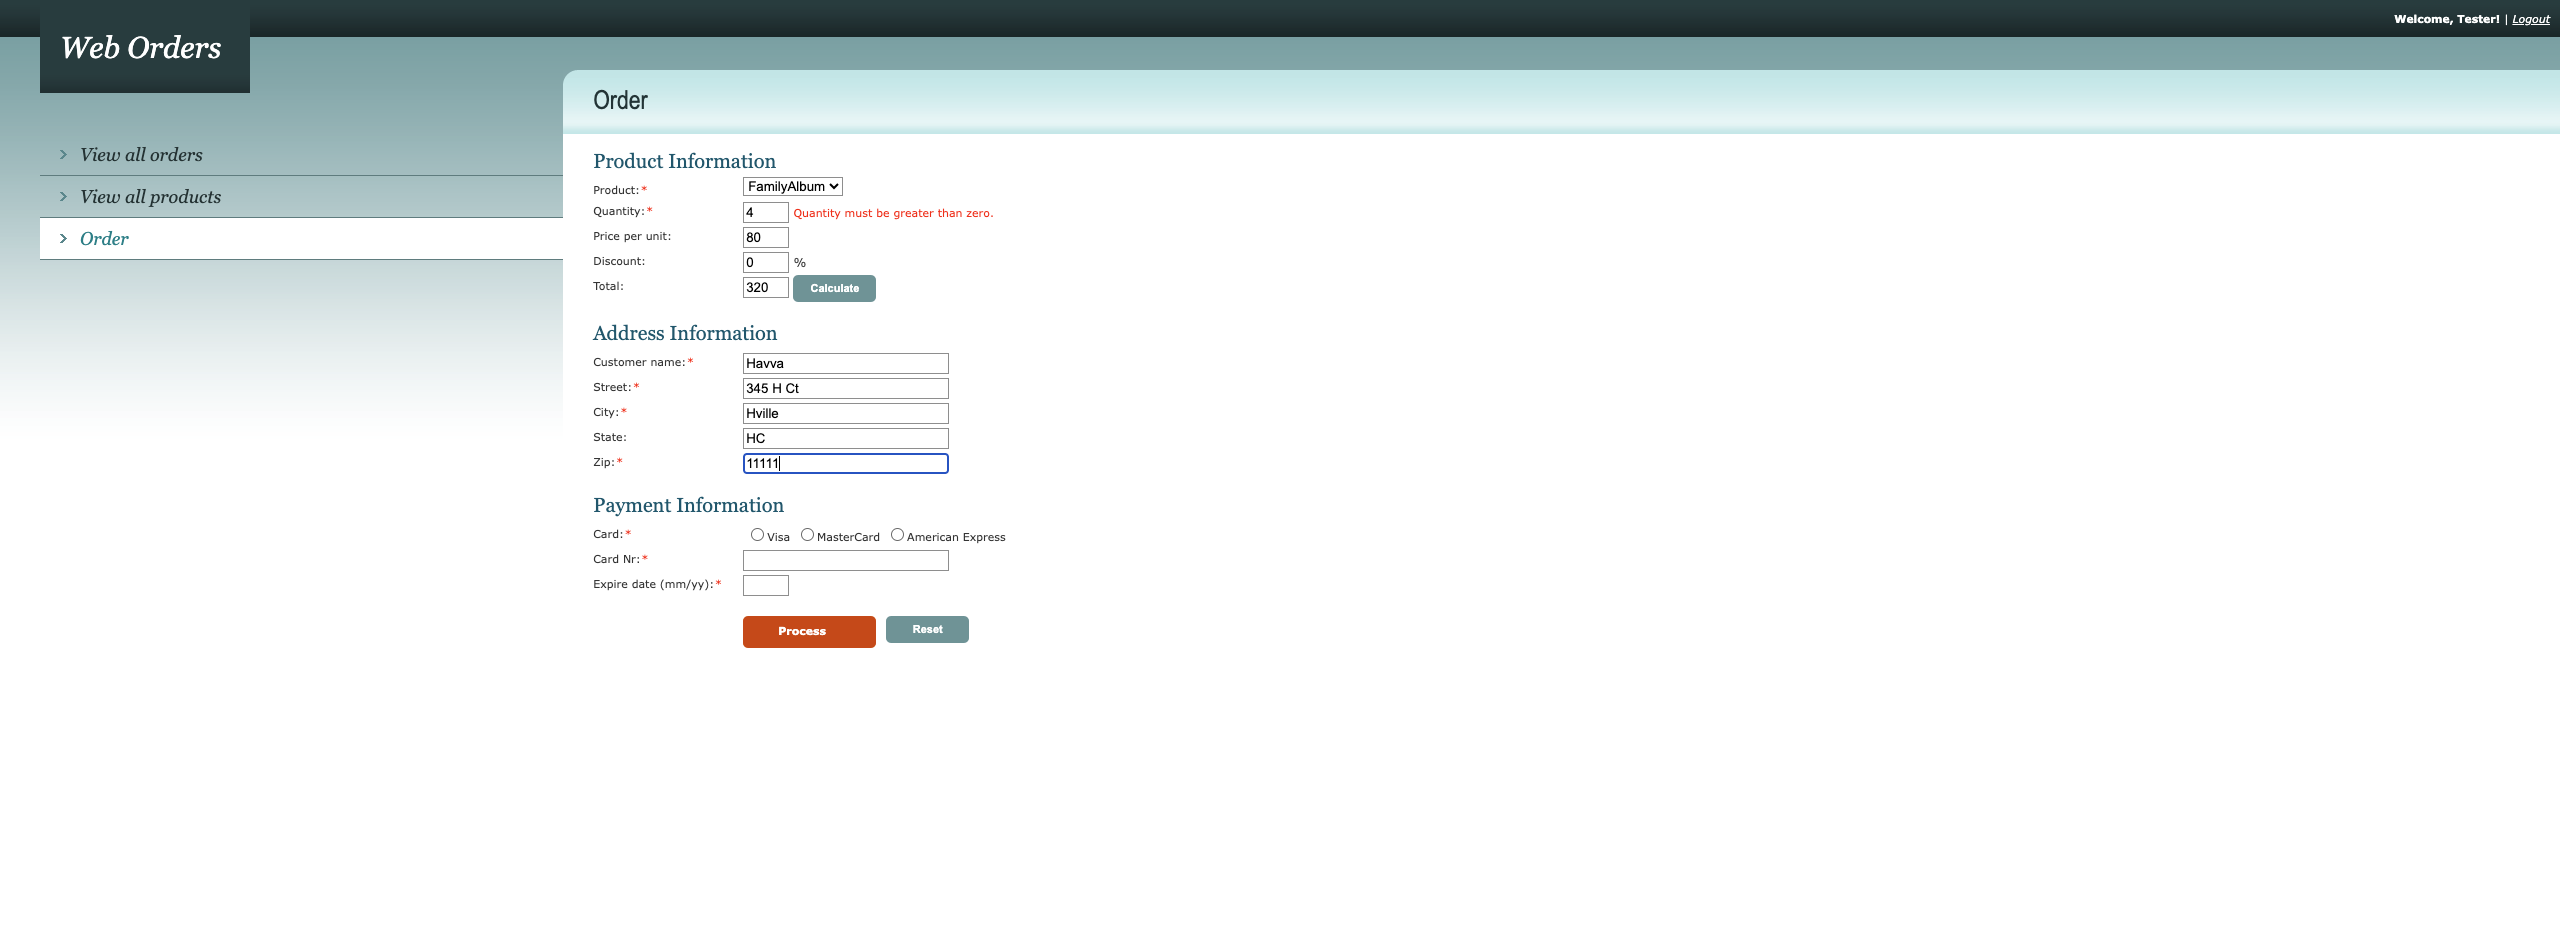 Welcome, Tester! | Logout
Web Orders
View all orders
View all products
Order
Order
Product Information
Product:* FamilyAlbum
Quantity:* 4 Quantity must be greater than zero.
Price per unit: 80
Discount: 0 %
Total: 320 Calculate
Address Information
Customer name:* Havva
Street:* 345 H Ct
City:* Hville
State: HC
Zip:* 11111
Payment Information
Card:* Visa MasterCard American Express
Card Nr:*
Expire date (mm/yy):*
Process Reset